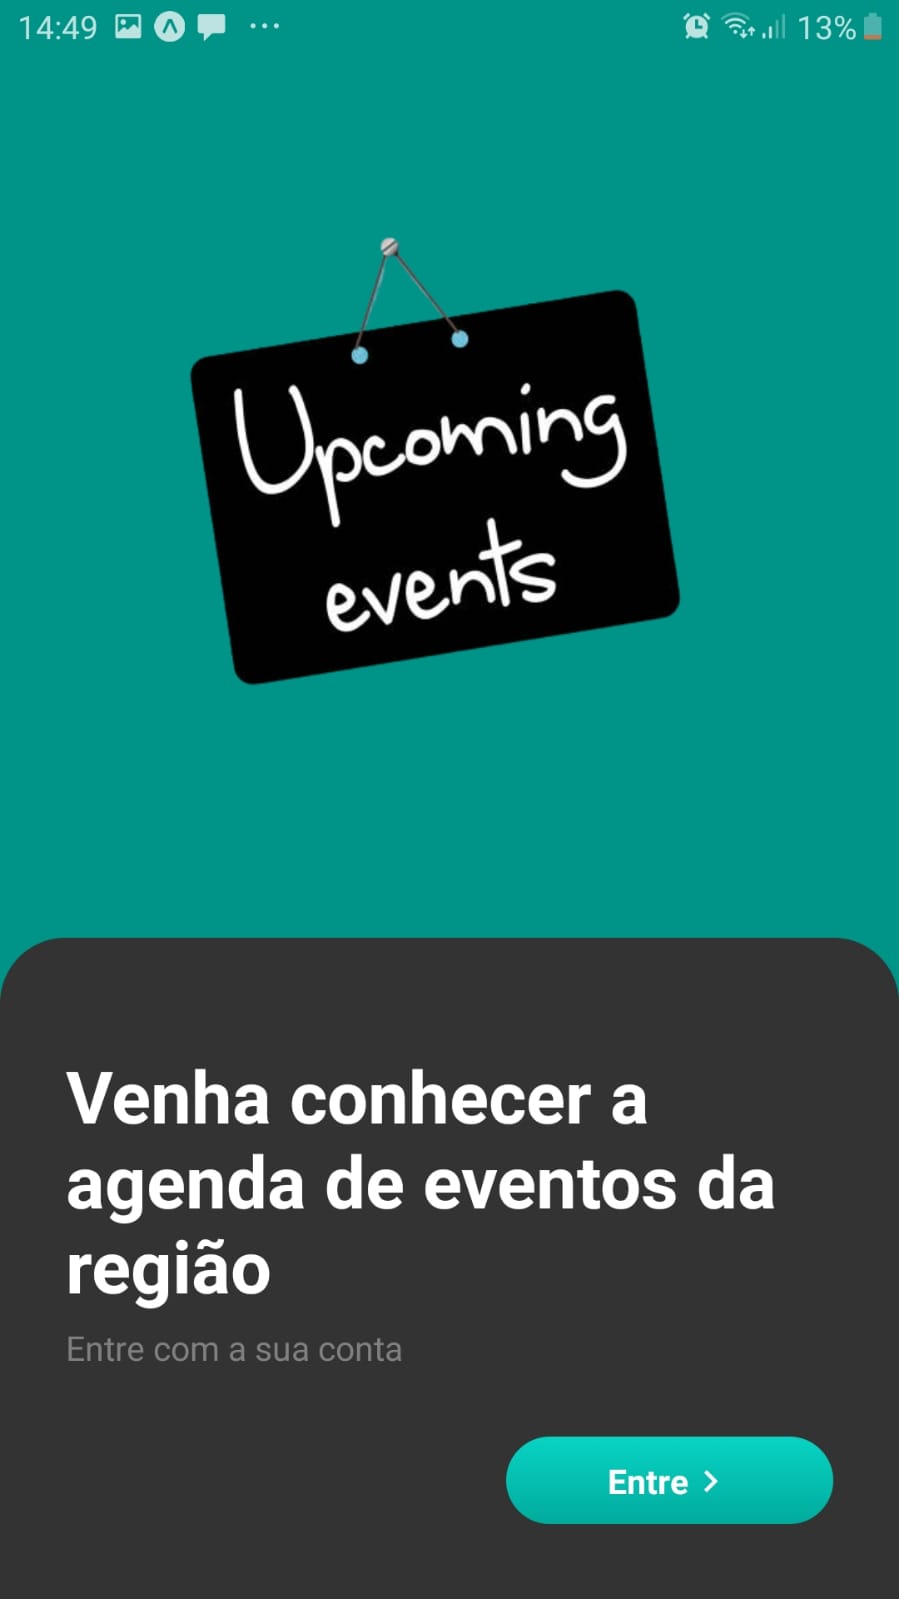 14:49 ... 13%
Upcoming
events
Venha conhecer a
agenda de eventos da
região
Entre com a sua conta
Entre >